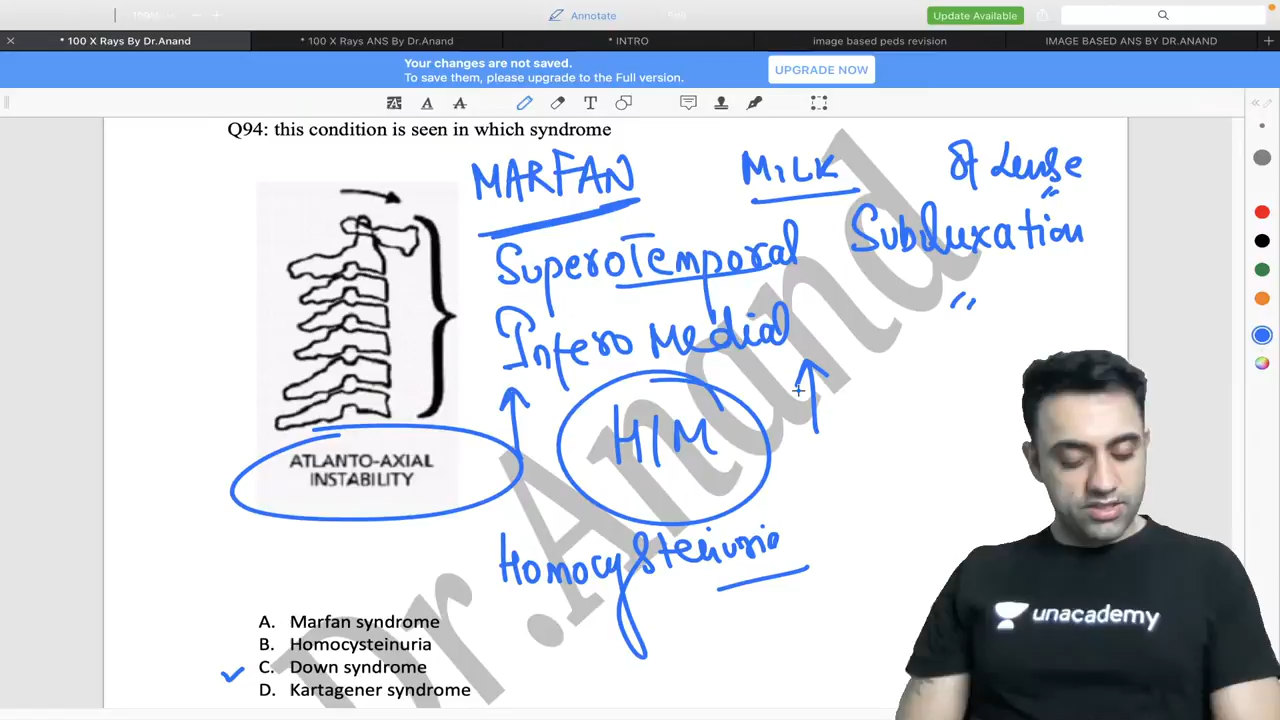 Annotate
Update Available
* 100 X Rays By Dr.Anand
* 100 X Rays ANS By Dr.Anand
* INTRO
image based peds revision
IMAGE BASED ANS BY DR.ANAND
Your changes are not saved.
To save them, please upgrade to the Full version.
UPGRADE NOW
Q94: this condition is seen in which syndrome
MARFAN
MILK
of Lense
SuperoTemporal
Subluxation
Infero Medial
"
HIM
ATLANTO-AXIAL
INSTABILITY
Homocysteinuria
unacademy
A. Marfan syndrome
B. Homocysteinuria
C. Down syndrome
D. Kartagener syndrome
Dr.Anand